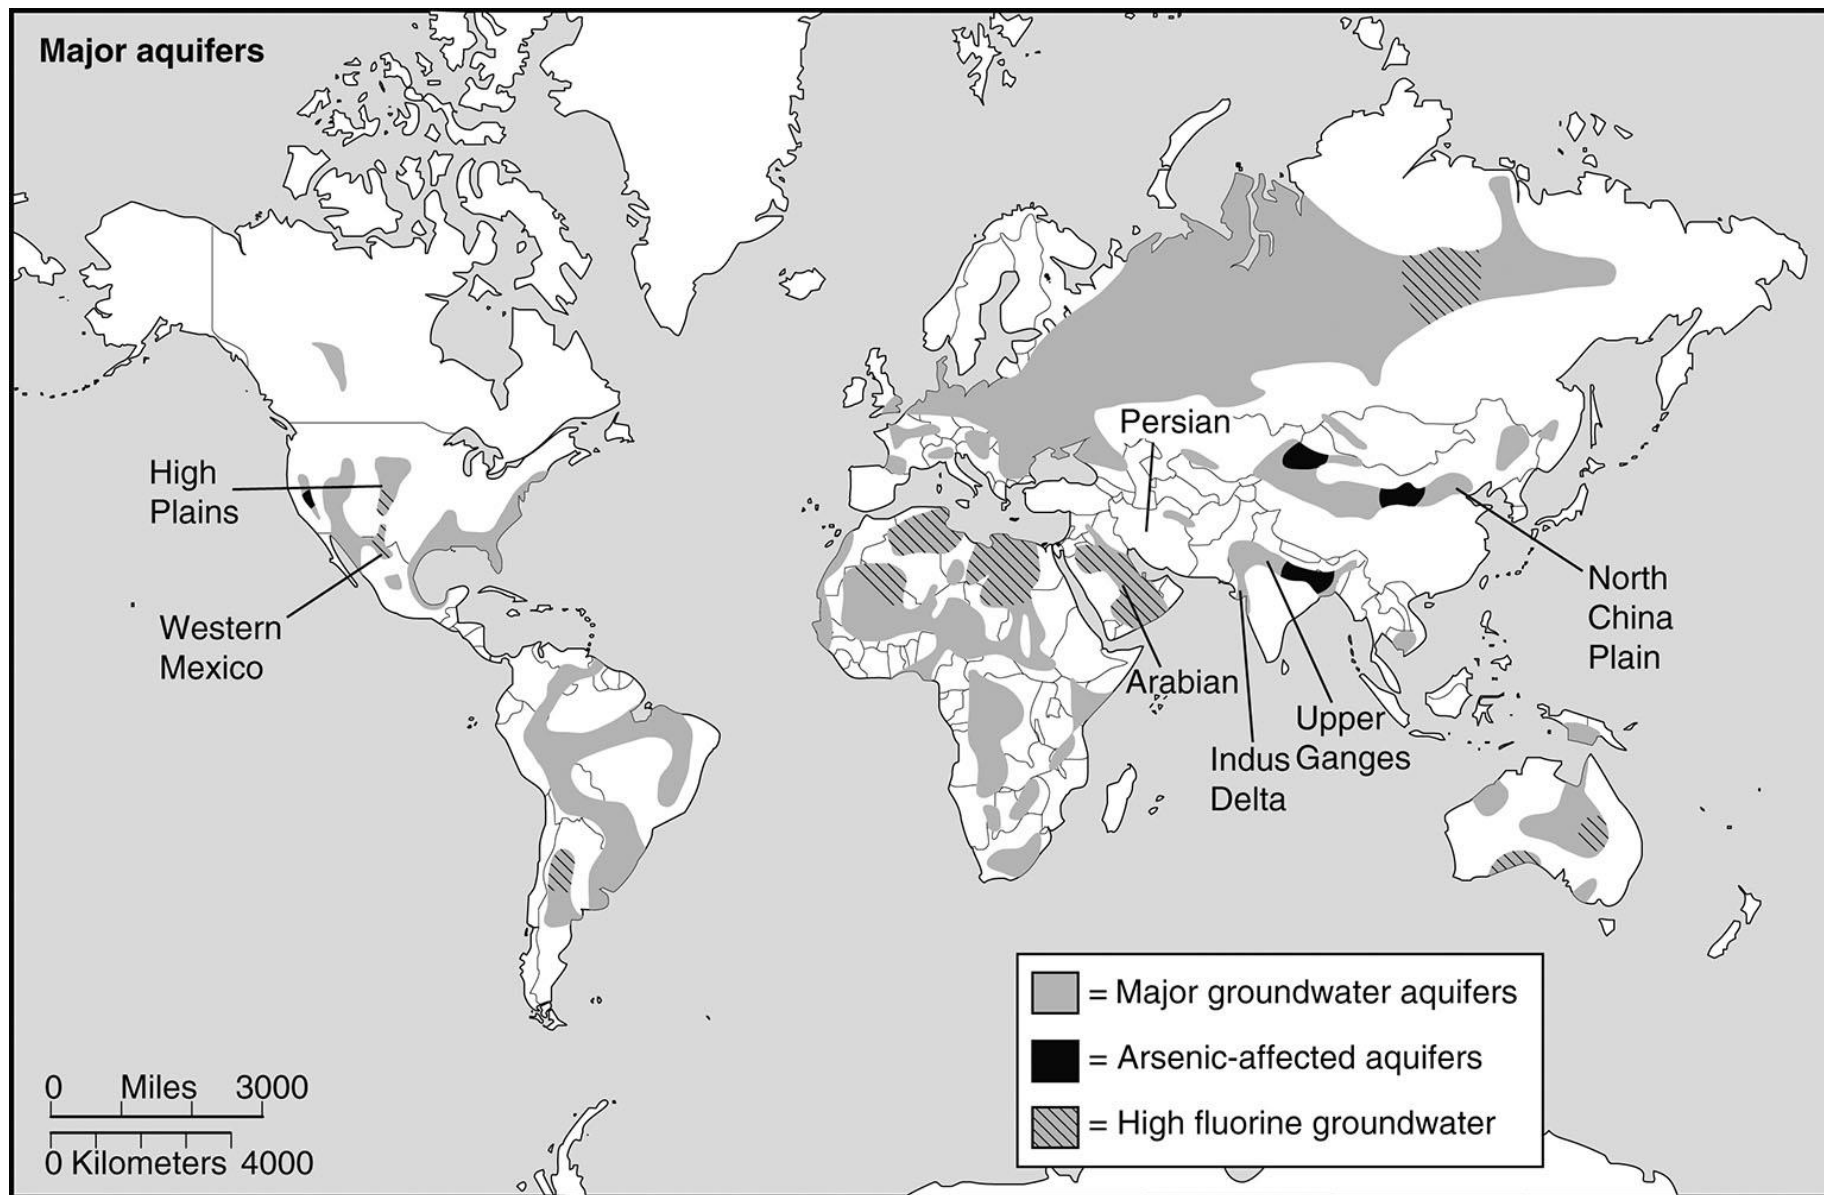 Major aquifers
Persian
High
Plains
Western
Mexico
North
China
Plain
Arabian
Upper
Ganges
Indus
Delta
= Major groundwater aquifers
= Arsenic-affected aquifers
= High fluorine groundwater
0 Miles 3000
0 Kilometers 4000